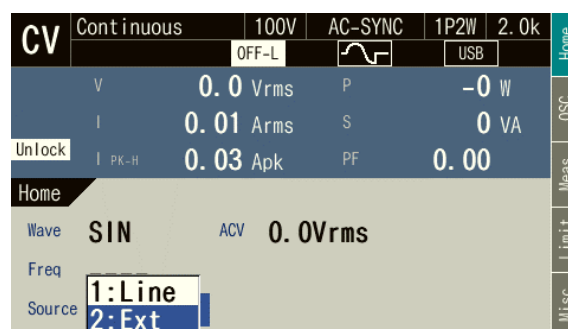 CV Continuous 100V AC-SYNC 1P2W 2.0k
OFF-L USB
V 0.0 Vrms P -0 W
I 0.01 Arms S 0 VA
Unlock
I PK-H 0.03 Apk PF 0.00
Home
Wave SIN ACV 0.0Vrms
Freq ----
Source
1:Line
2:Ext
Home
OSC
Meas
Limit
Misc